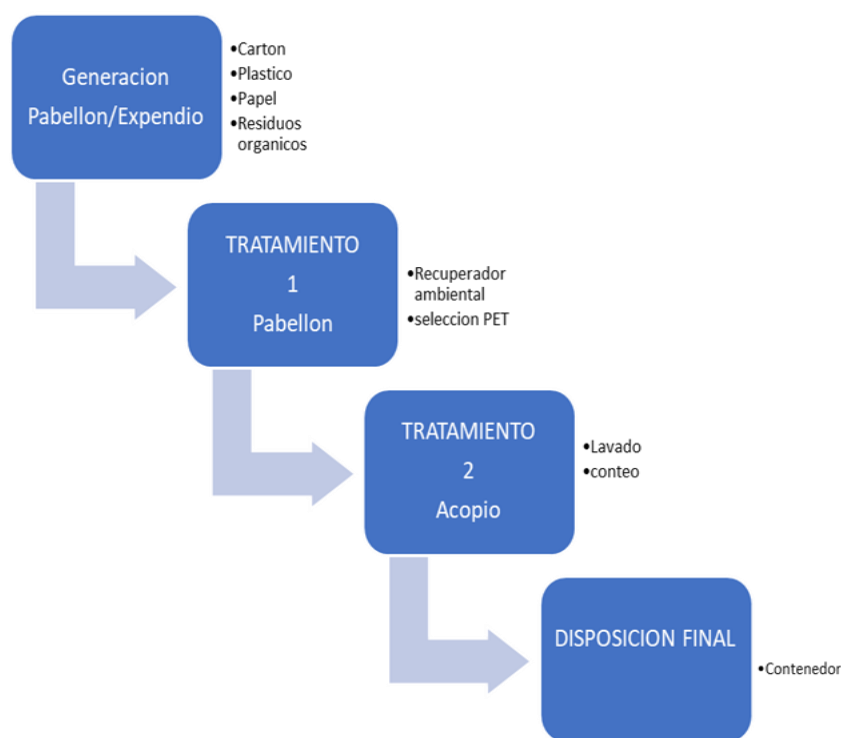 Generacion
Pabellon/Expendio
•Carton
•Plastico
•Papel
•Residuos
organicos
TRATAMIENTO
1
Pabellon
•Recuperador
ambiental
•seleccion PET
TRATAMIENTO
2
Acopio
•Lavado
•conteo
DISPOSICION FINAL
•Contenedor